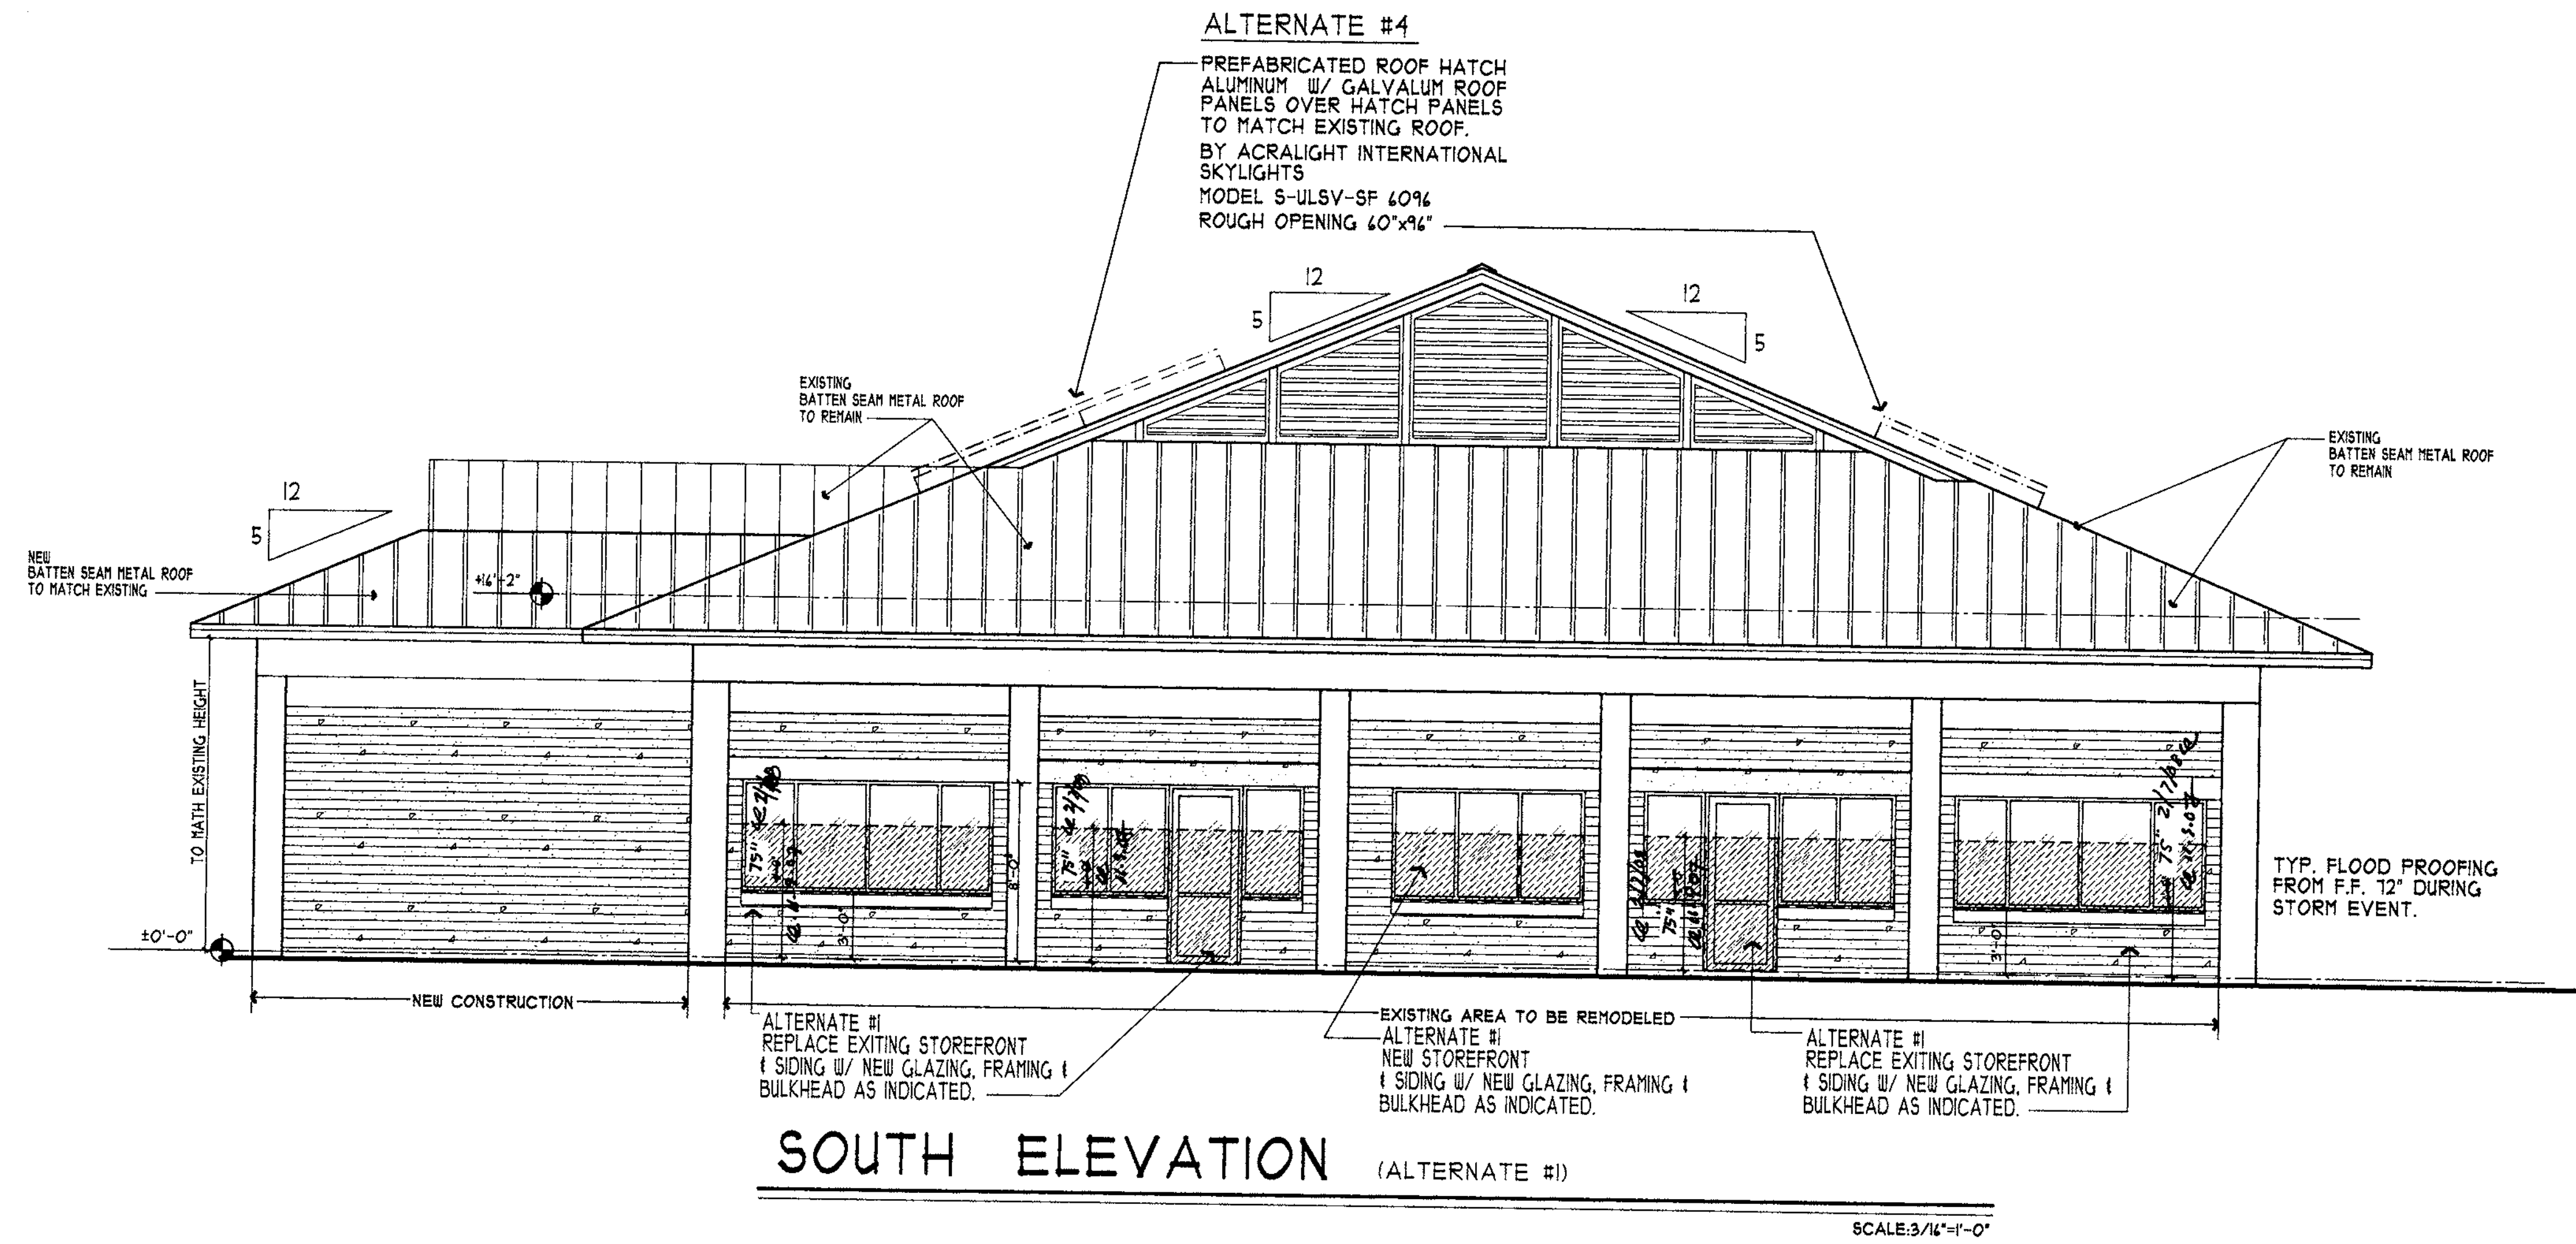 ALTERNATE #4
PREFABRICATED ROOF HATCH
ALUMINUM W/ GALVALUM ROOF
PANELS OVER HATCH PANELS
TO MATCH EXISTING ROOF.
BY ACRALIGHT INTERNATIONAL
SKYLIGHTS
MODEL S-ULSV-SF 6096
ROUGH OPENING 60"x96"
12
5
12
5
EXISTING
BATTEN SEAM METAL ROOF
TO REMAIN
EXISTING
BATTEN SEAM METAL ROOF
TO REMAIN
12
5
NEW
BATTEN SEAM METAL ROOF
TO MATCH EXISTING
+16'-2"
TO MATH EXISTING HEIGHT
±0'-0"
75"
3'-0"
8'-0"
75"
75"
75" 2/7/08
3'-0"
TYP. FLOOD PROOFING
FROM F.F. 72" DURING
STORM EVENT.
NEW CONSTRUCTION
EXISTING AREA TO BE REMODELED
ALTERNATE #1
REPLACE EXITING STOREFRONT
& SIDING W/ NEW GLAZING, FRAMING &
BULKHEAD AS INDICATED.
ALTERNATE #1
NEW STOREFRONT
& SIDING W/ NEW GLAZING, FRAMING &
BULKHEAD AS INDICATED.
ALTERNATE #1
REPLACE EXITING STOREFRONT
& SIDING W/ NEW GLAZING, FRAMING &
BULKHEAD AS INDICATED.
SOUTH ELEVATION (ALTERNATE #1)
SCALE:3/16"=1'-0"